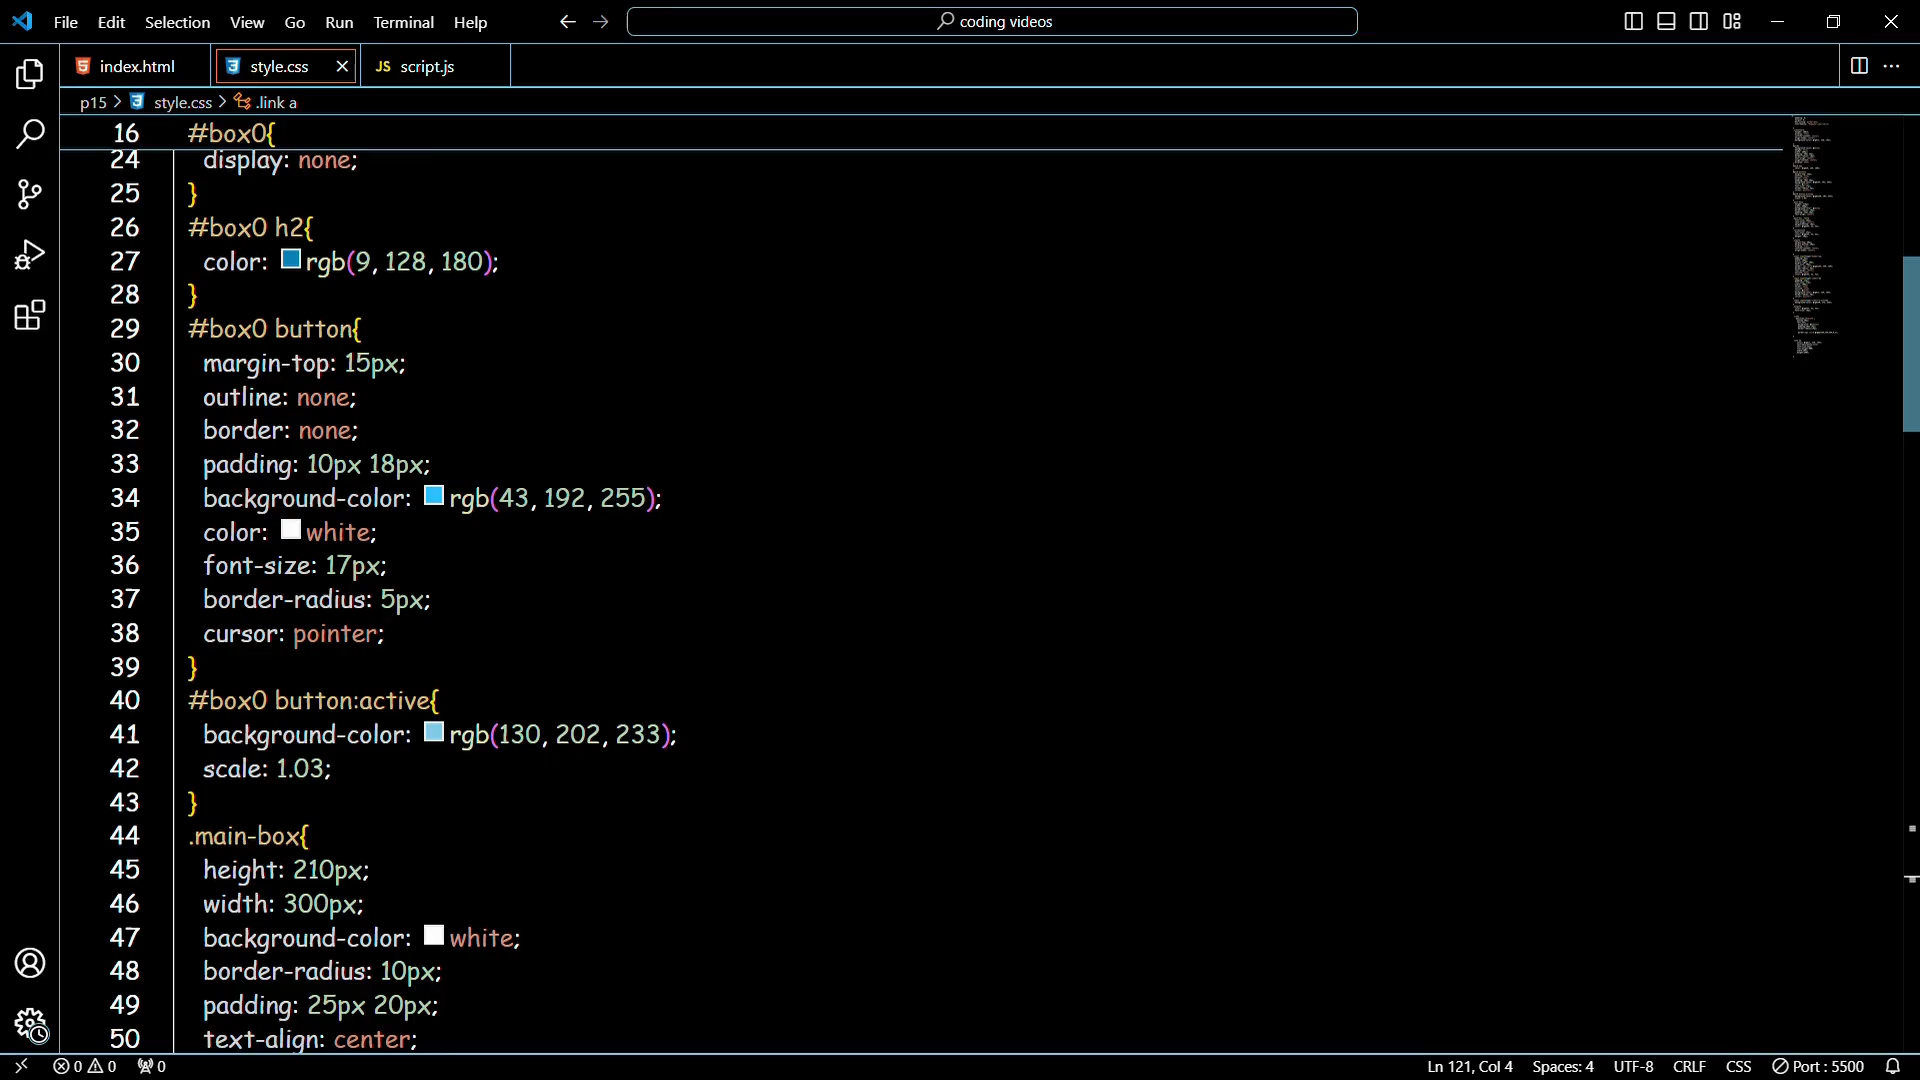 File Edit Selection View Go Run Terminal Help
coding videos
index.html
style.css
JS script.js
p15 > style.css > .link a
16 #box0{
24 display: none;
25 }
26 #box0 h2{
27 color: rgb(9, 128, 180);
28 }
29 #box0 button{
30 margin-top: 15px;
31 outline: none;
32 border: none;
33 padding: 10px 18px;
34 background-color: rgb(43, 192, 255);
35 color: white;
36 font-size: 17px;
37 border-radius: 5px;
38 cursor: pointer;
39 }
40 #box0 button:active{
41 background-color: rgb(130, 202, 233);
42 scale: 1.03;
43 }
44 .main-box{
45 height: 210px;
46 width: 300px;
47 background-color: white;
48 border-radius: 10px;
49 padding: 25px 20px;
50 text-align: center;
0 0 0 Ln 121, Col 4 Spaces: 4 UTF-8 CRLF CSS Port : 5500